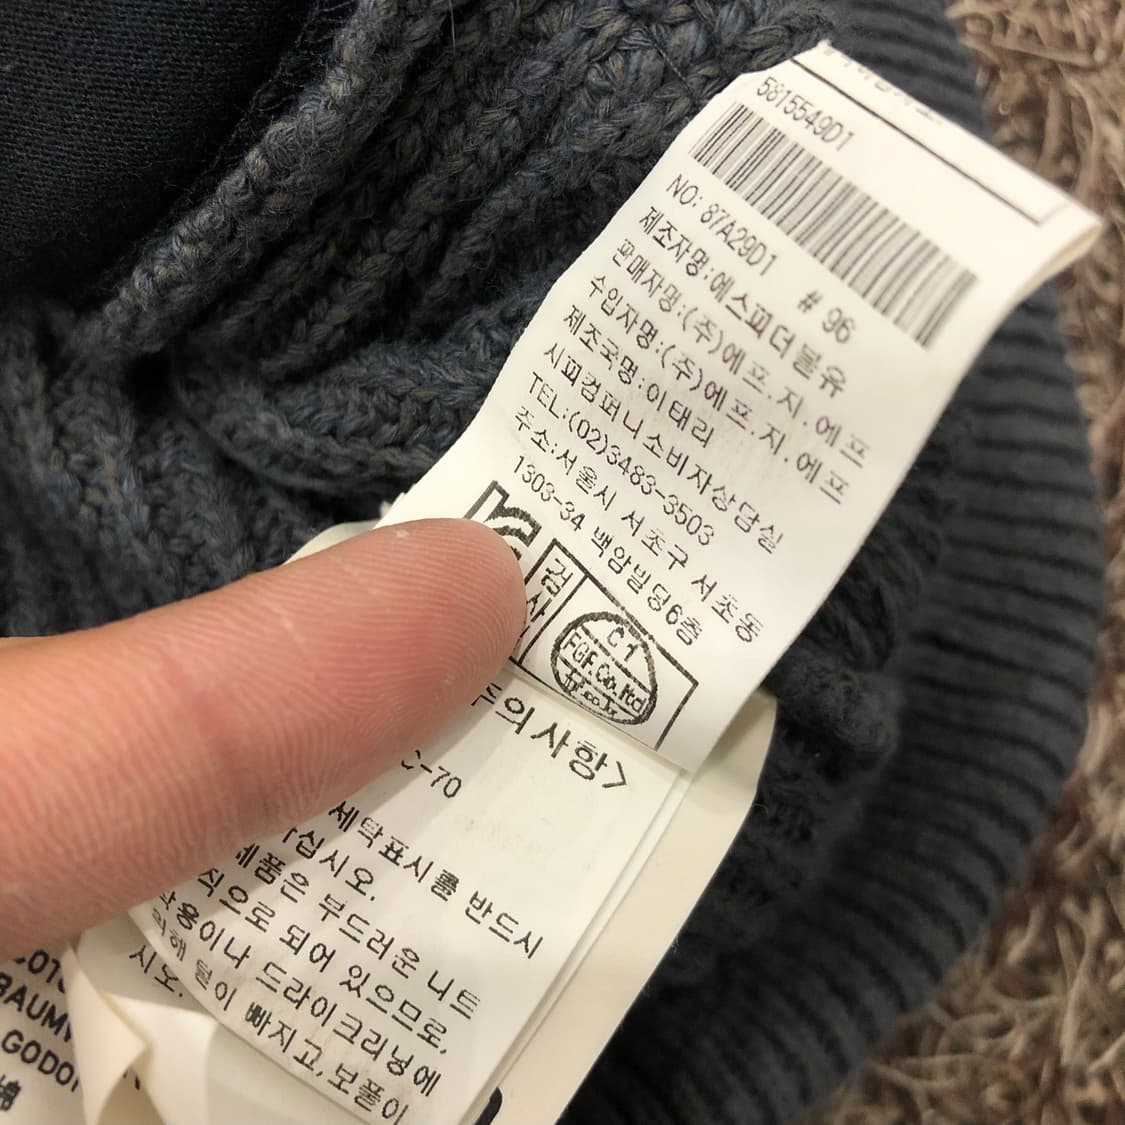 5815549D1
NO: 87A29D1 # 96
제조자명:에스피더블유
판매자명:(주)에프.지.에프
수입자명:(주)에프.지.에프
제조국명:이태리
시피컴퍼니소비자상담실
TEL:(02)3483-3503
주소:서울시 서초구 서초동
1303-34 백암빌딩6층
검사
C1
FGF.Co.ltd
주의사항>
C-70
세탁표시를 반드시
십시오.
제품은 부드러운 니트
직으로 되어 있으므로,
착용이나 드라이크리닝에
의해 털이 빠지고,보풀이
시오.
BAUMW
GODON
綿